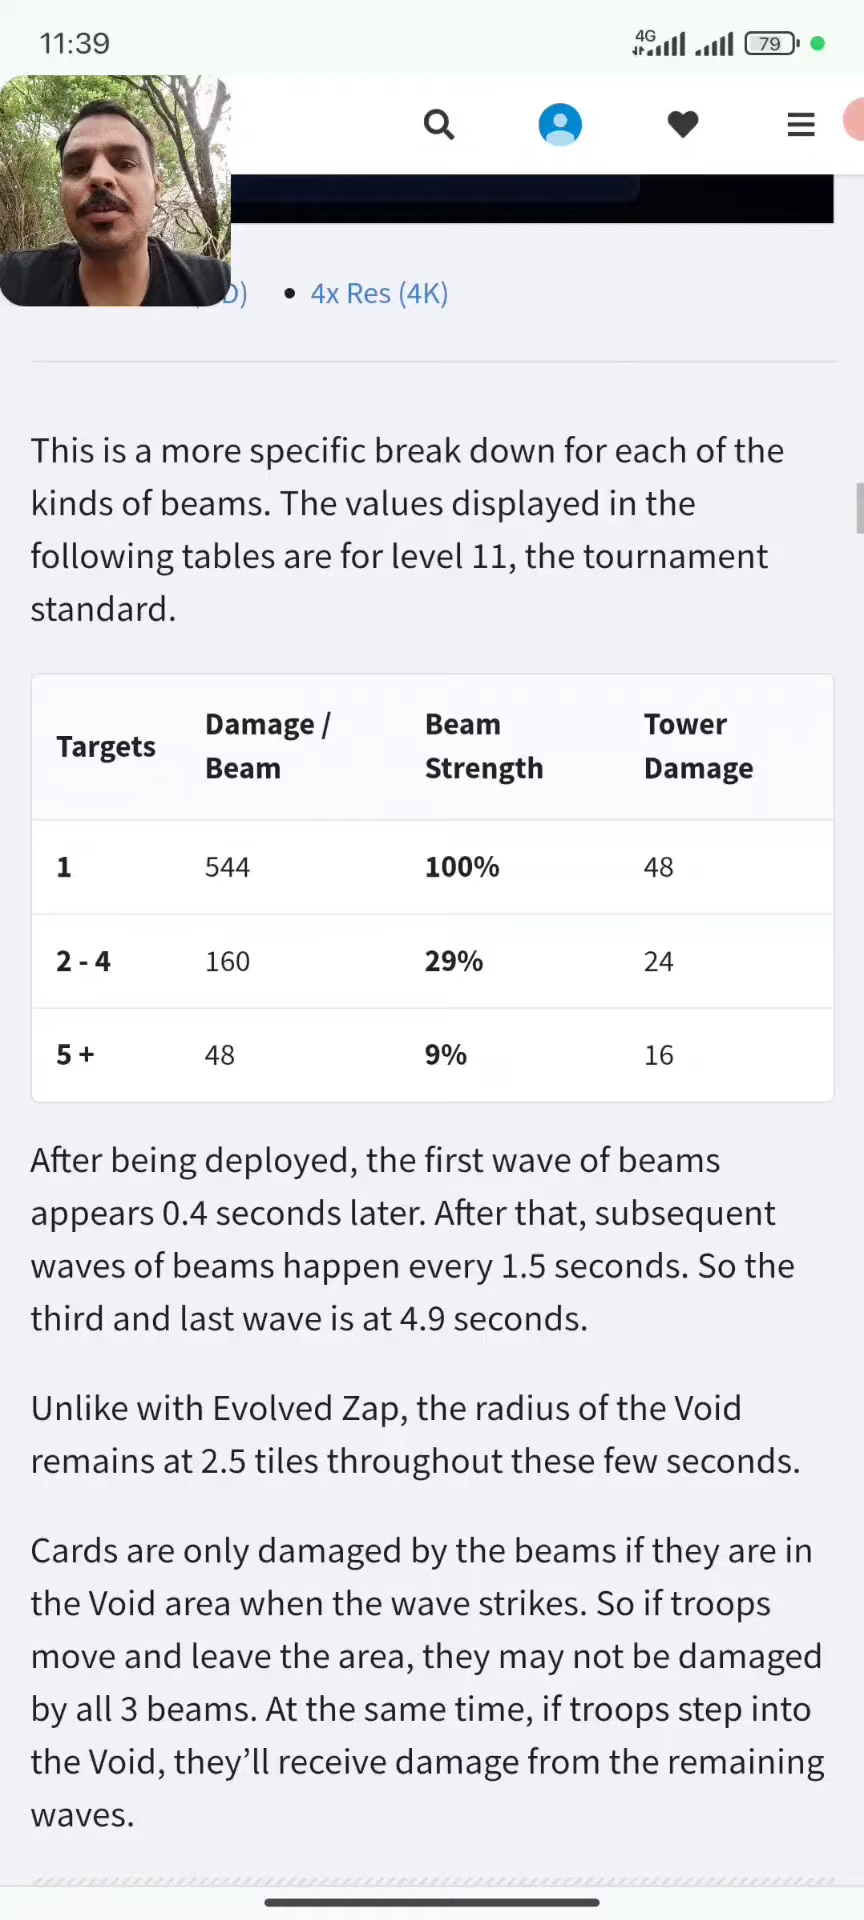 11:39
4G
79
D)
• 4x Res (4K)
This is a more specific break down for each of the
kinds of beams. The values displayed in the
following tables are for level 11, the tournament
standard.
Targets Damage / Beam Beam Strength Tower Damage
1 544 100% 48
2 - 4 160 29% 24
5 + 48 9% 16
After being deployed, the first wave of beams
appears 0.4 seconds later. After that, subsequent
waves of beams happen every 1.5 seconds. So the
third and last wave is at 4.9 seconds.
Unlike with Evolved Zap, the radius of the Void
remains at 2.5 tiles throughout these few seconds.
Cards are only damaged by the beams if they are in
the Void area when the wave strikes. So if troops
move and leave the area, they may not be damaged
by all 3 beams. At the same time, if troops step into
the Void, they’ll receive damage from the remaining
waves.